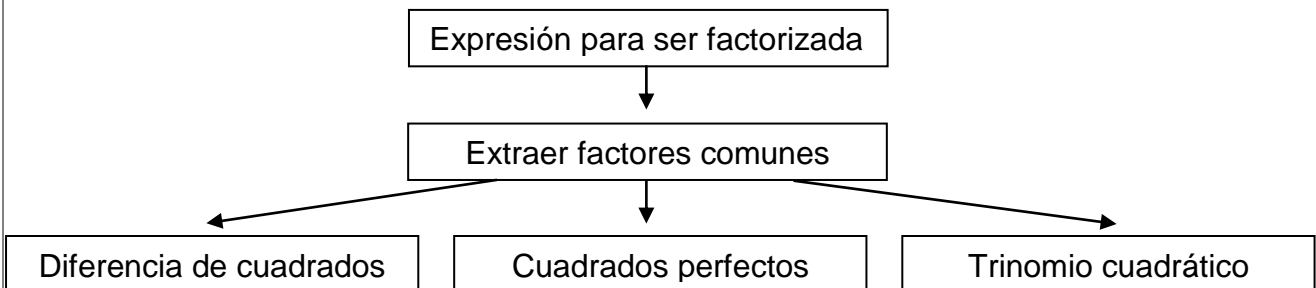 Expresión para ser factorizada
Extraer factores comunes
Diferencia de cuadrados
Cuadrados perfectos
Trinomio cuadrático